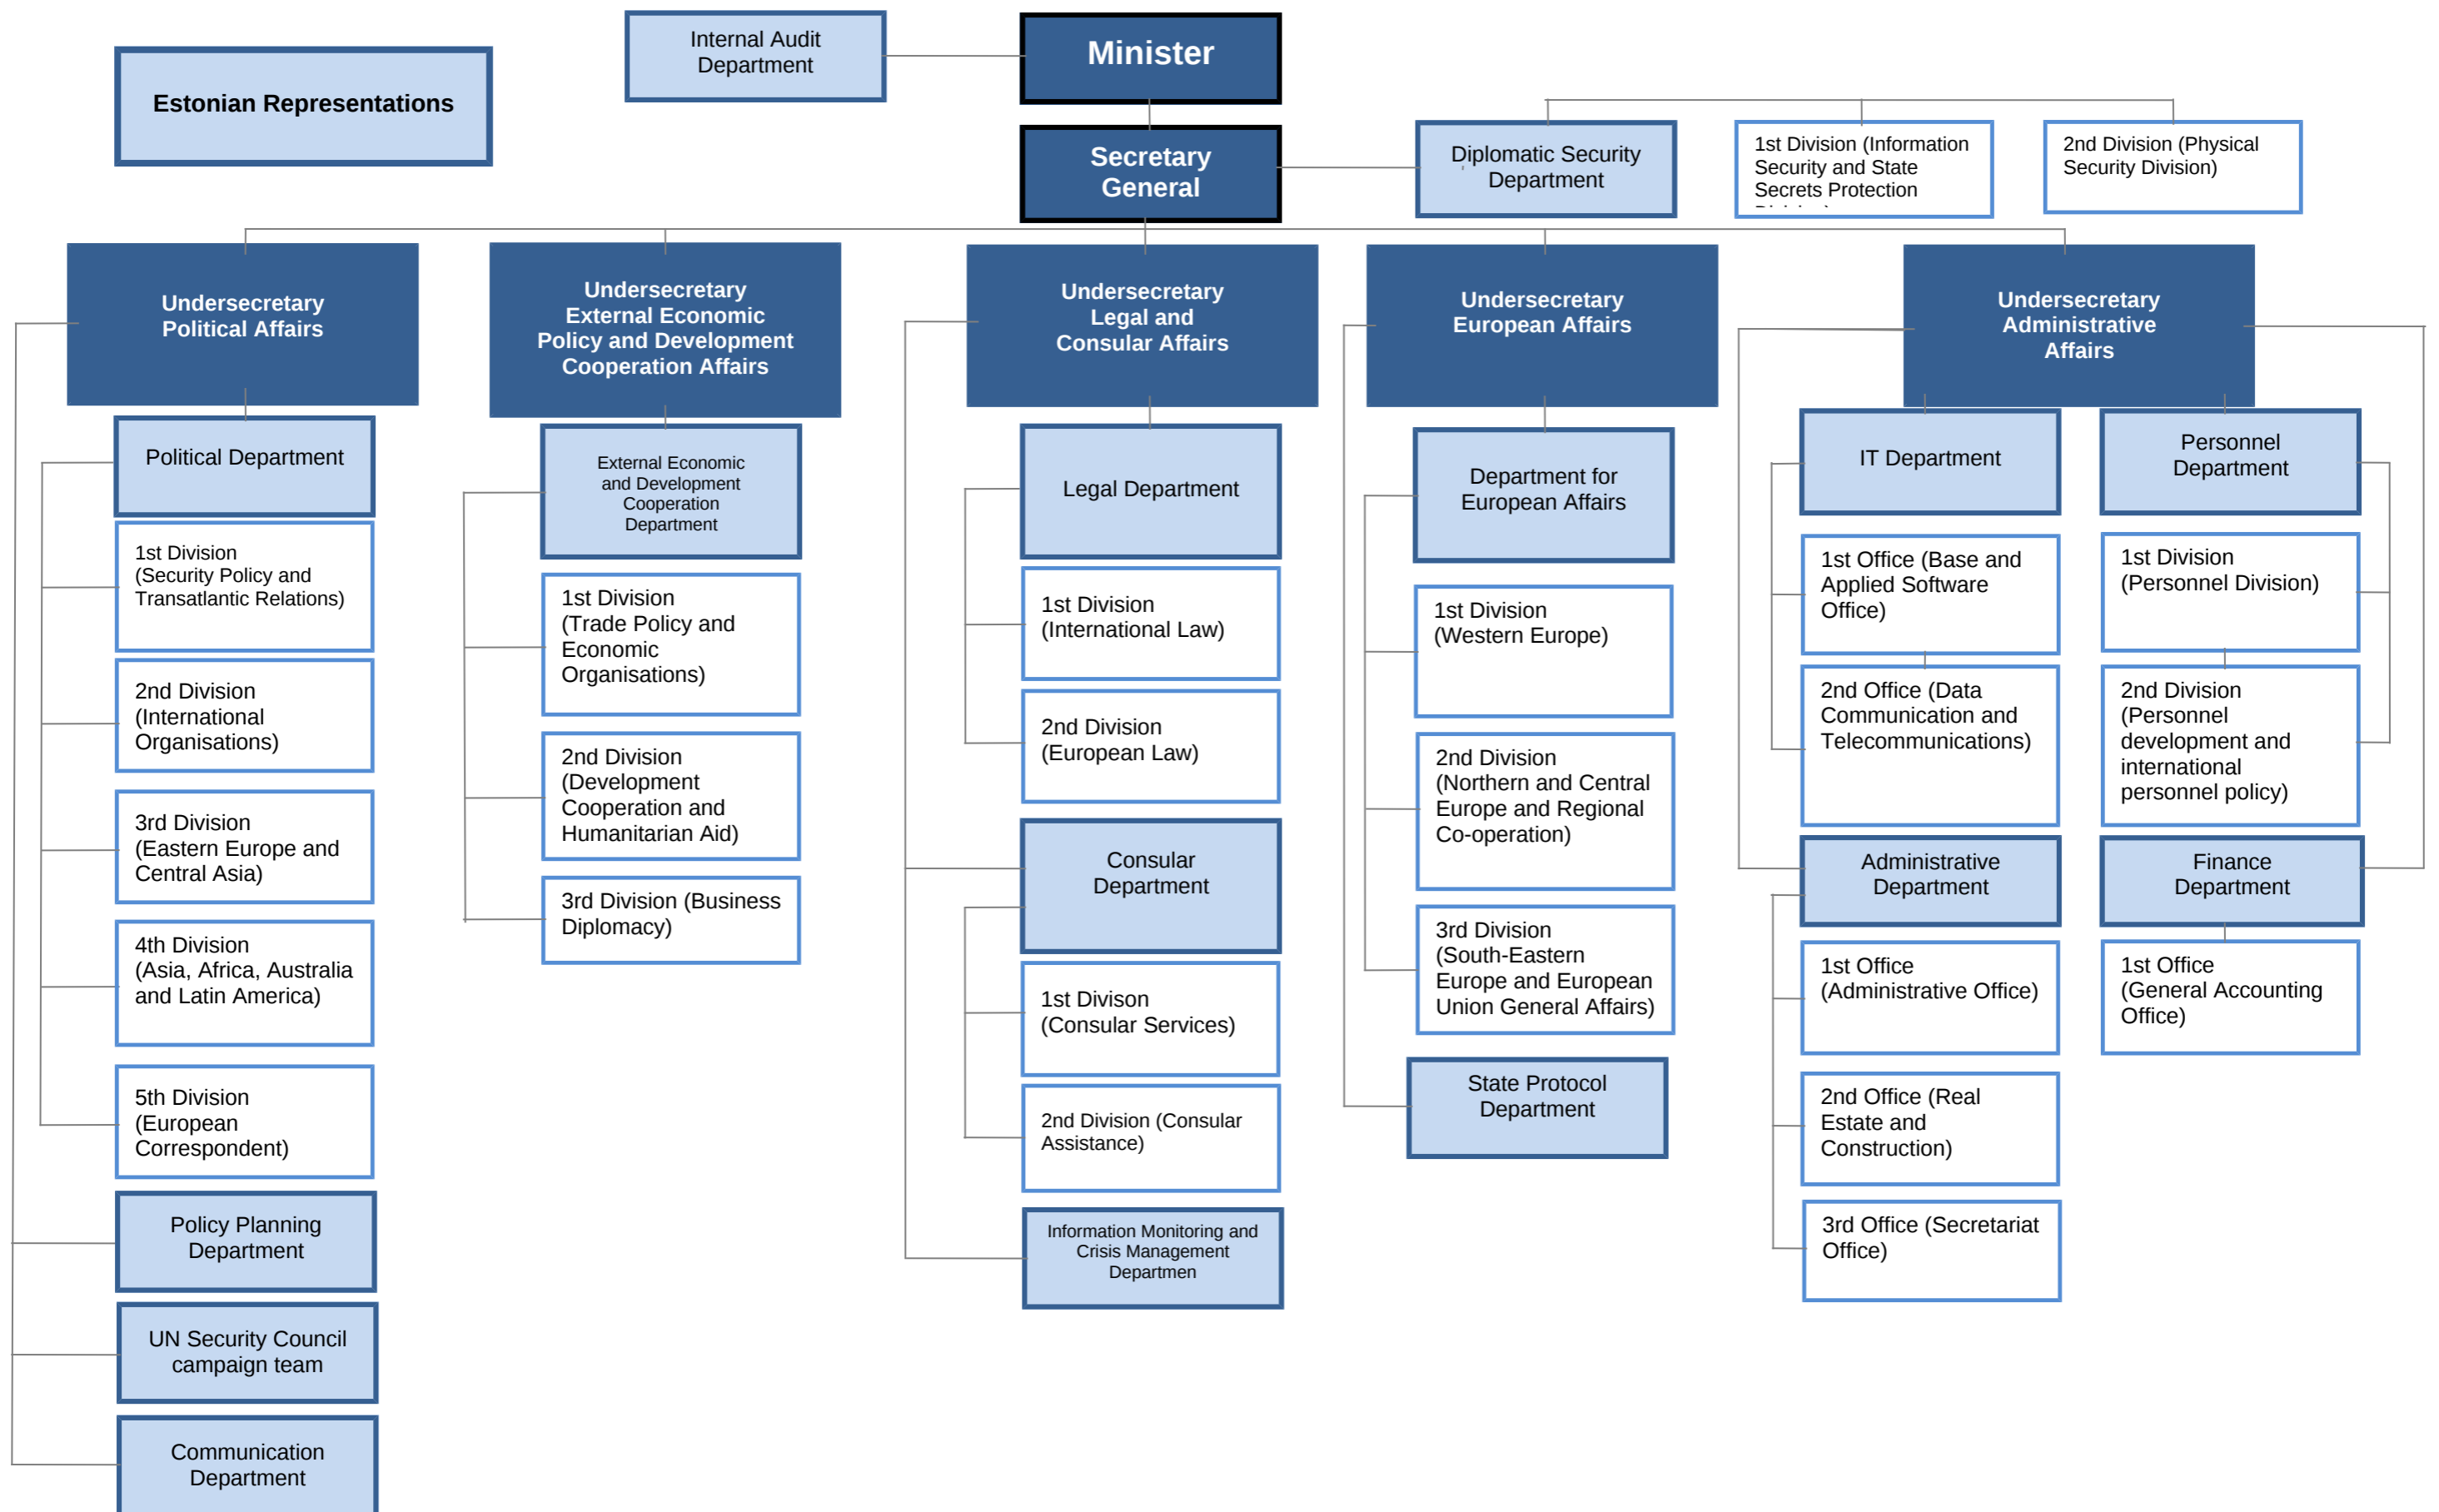 Internal Audit
Department
Minister
Estonian Representations
Secretary
General
Diplomatic Security
Department
1st Division (Information
Security and State
Secrets Protection
2nd Division (Physical
Security Division)
Undersecretary
Political Affairs
Undersecretary
External Economic
Policy and Development
Cooperation Affairs
Undersecretary
Legal and
Consular Affairs
Undersecretary
European Affairs
Undersecretary
Administrative
Affairs
Political Department
1st Division
(Security Policy and
Transatlantic Relations)
2nd Division
(International
Organisations)
3rd Division
(Eastern Europe and
Central Asia)
4th Division
(Asia, Africa, Australia
and Latin America)
5th Division
(European
Correspondent)
Policy Planning
Department
UN Security Council
campaign team
Communication
Department
External Economic
and Development
Cooperation
Department
1st Division
(Trade Policy and
Economic
Organisations)
2nd Division
(Development
Cooperation and
Humanitarian Aid)
3rd Division (Business
Diplomacy)
Legal Department
1st Division
(International Law)
2nd Division
(European Law)
Consular
Department
1st Divison
(Consular Services)
2nd Division (Consular
Assistance)
Information Monitoring and
Crisis Management
Departmen
Department for
European Affairs
1st Division
(Western Europe)
2nd Division
(Northern and Central
Europe and Regional
Co-operation)
3rd Division
(South-Eastern
Europe and European
Union General Affairs)
State Protocol
Department
IT Department
1st Office (Base and
Applied Software
Office)
2nd Office (Data
Communication and
Telecommunications)
Administrative
Department
1st Office
(Administrative Office)
2nd Office (Real
Estate and
Construction)
3rd Office (Secretariat
Office)
Personnel
Department
1st Division
(Personnel Division)
2nd Division
(Personnel
development and
international
personnel policy)
Finance
Department
1st Office
(General Accounting
Office)